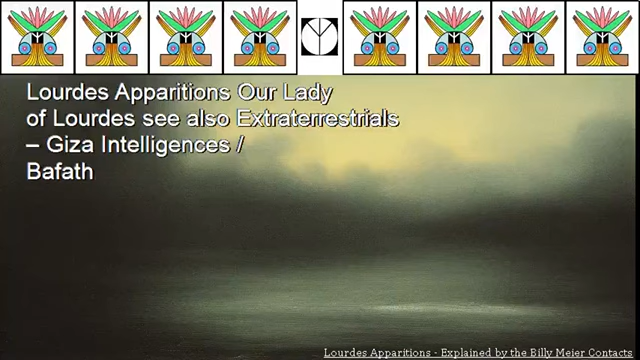 Lourdes Apparitions Our Lady
of Lourdes see also Extraterrestrials
– Giza Intelligences /
Bafath
Lourdes Apparitions - Explained by the Billy Meier Contacts